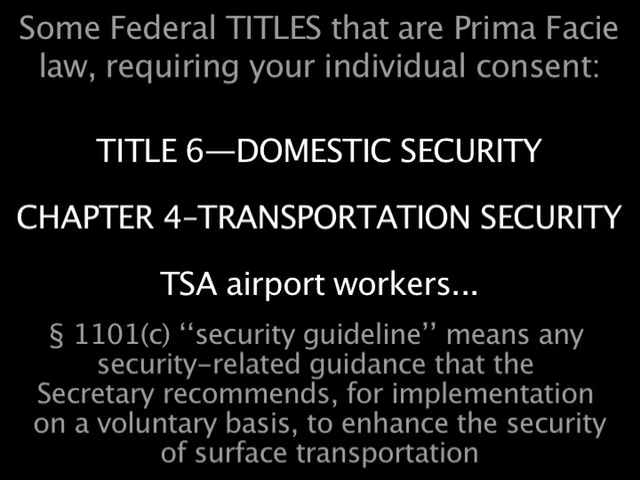 Some Federal TITLES that are Prima Facie
law, requiring your individual consent:
TITLE 6—DOMESTIC SECURITY
CHAPTER 4–TRANSPORTATION SECURITY
TSA airport workers...
§ 1101(c) ‘‘security guideline’’ means any
security–related guidance that the
Secretary recommends, for implementation
on a voluntary basis, to enhance the security
of surface transportation